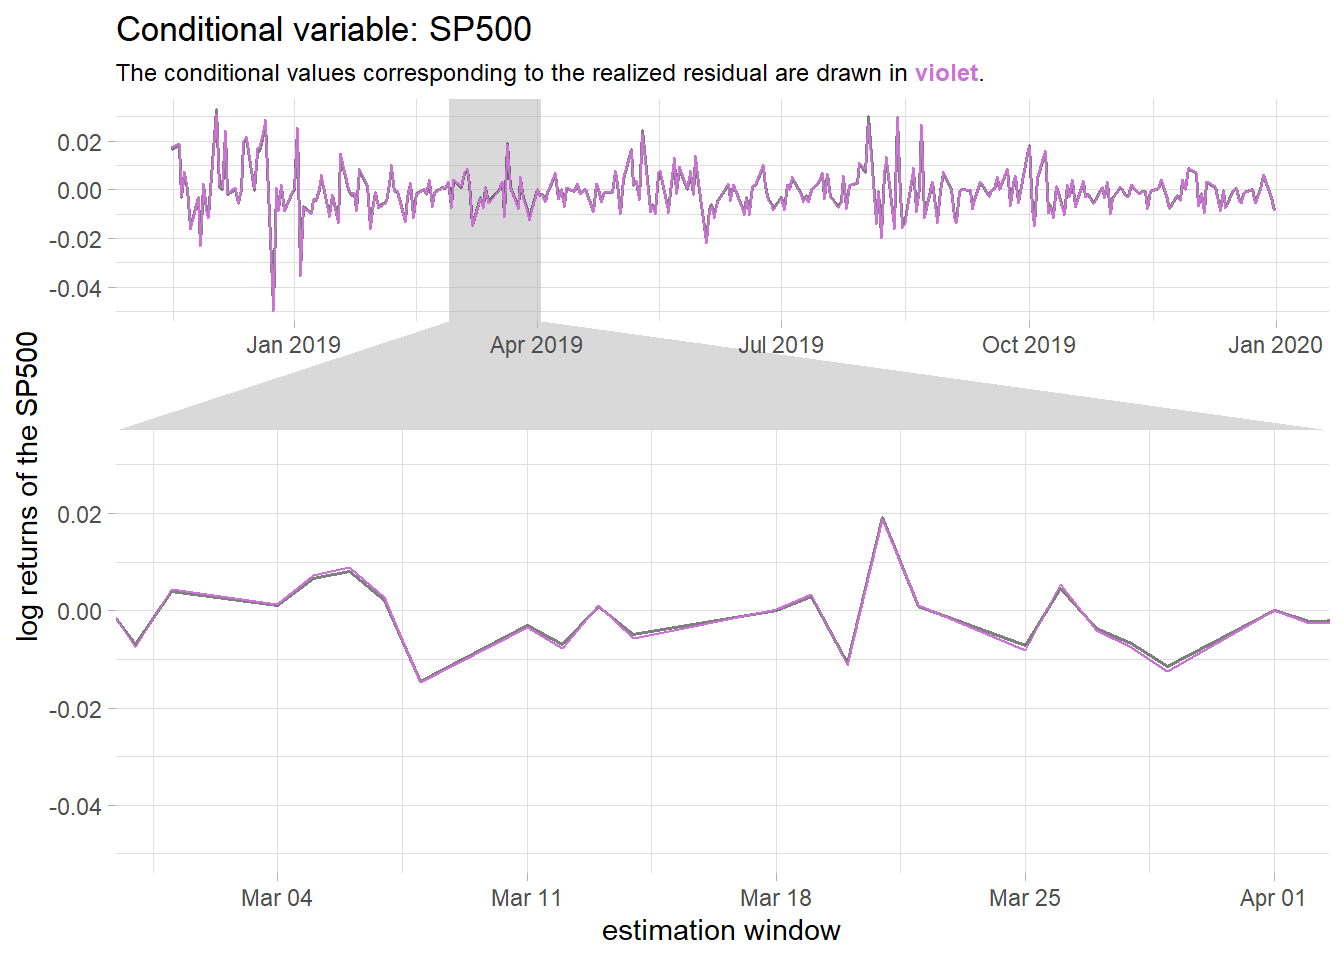 Conditional variable: SP500
The conditional values corresponding to the realized residual are drawn in violet.
0.02
0.00
-0.02
-0.04
Jan 2019 Apr 2019 Jul 2019 Oct 2019 Jan 2020
log returns of the SP500
0.02
0.00
-0.02
-0.04
Mar 04 Mar 11 Mar 18 Mar 25 Apr 01
estimation window